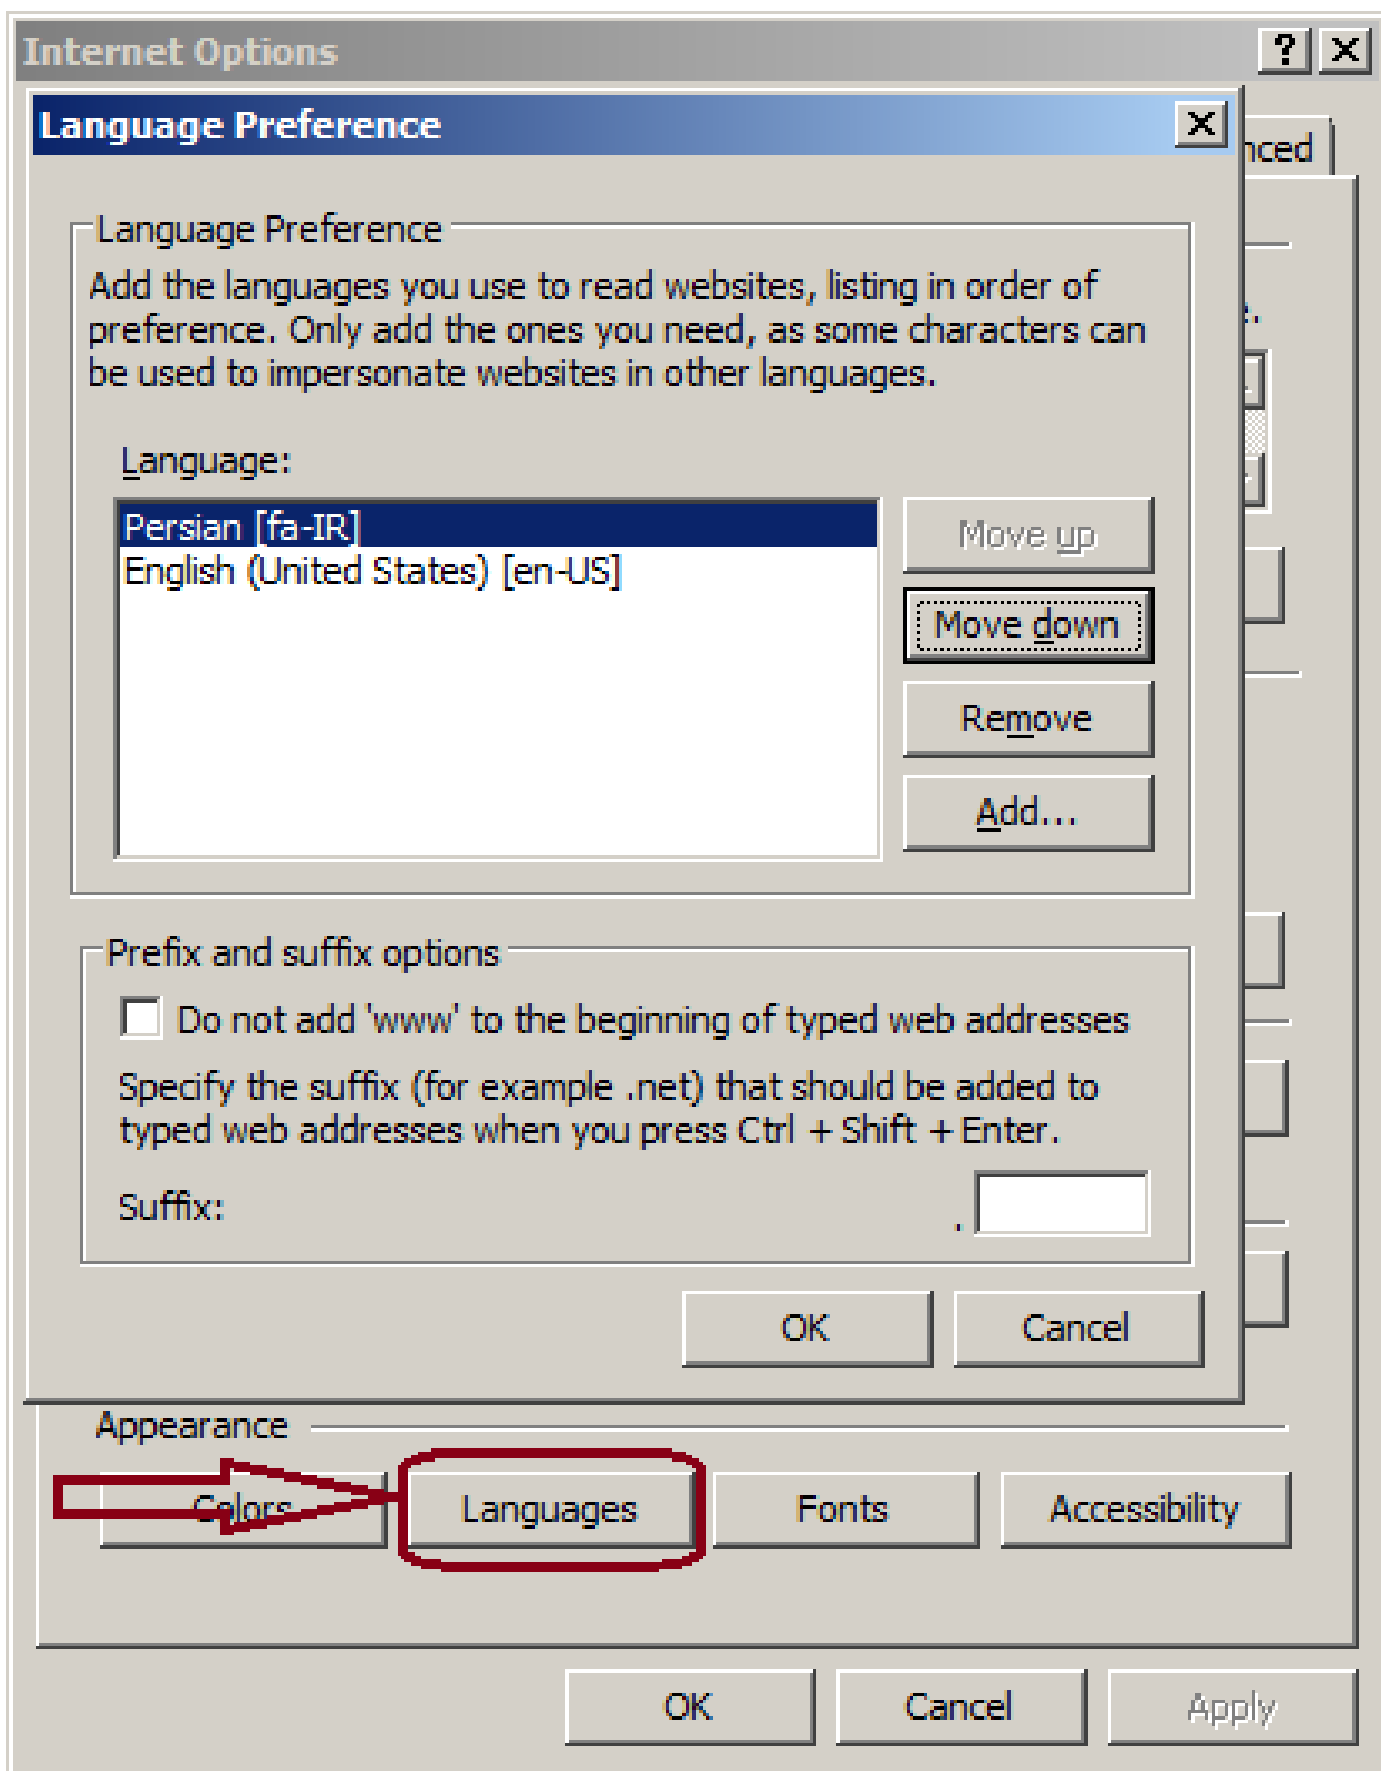 Internet Options
Language Preference
Language Preference
Add the languages you use to read websites, listing in order of
preference. Only add the ones you need, as some characters can
be used to impersonate websites in other languages.
Language:
Persian [fa-IR]
English (United States) [en-US]
Move up
Move down
Remove
Add...
Prefix and suffix options
Do not add 'www' to the beginning of typed web addresses
Specify the suffix (for example .net) that should be added to
typed web addresses when you press Ctrl + Shift + Enter.
Suffix: .
OK Cancel
Appearance
Colors Languages Fonts Accessibility
OK Cancel Apply